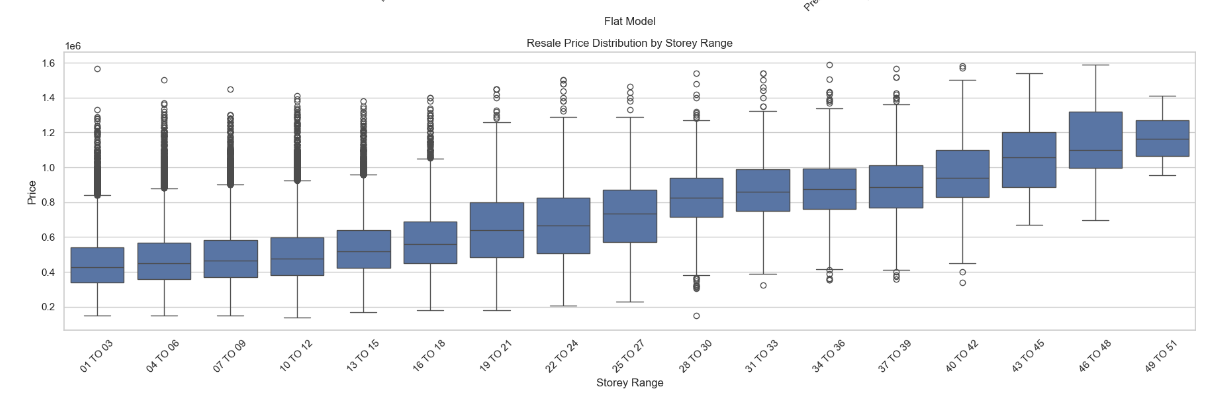 Pre
Flat Model
Resale Price Distribution by Storey Range
1e6
1.6
1.4
1.2
1.0
0.8
0.6
0.4
0.2
Price
01 TO 03
04 TO 06
07 TO 09
10 TO 12
13 TO 15
16 TO 18
19 TO 21
22 TO 24
25 TO 27
28 TO 30
31 TO 33
34 TO 36
37 TO 39
40 TO 42
43 TO 45
46 TO 48
49 TO 51
Storey Range